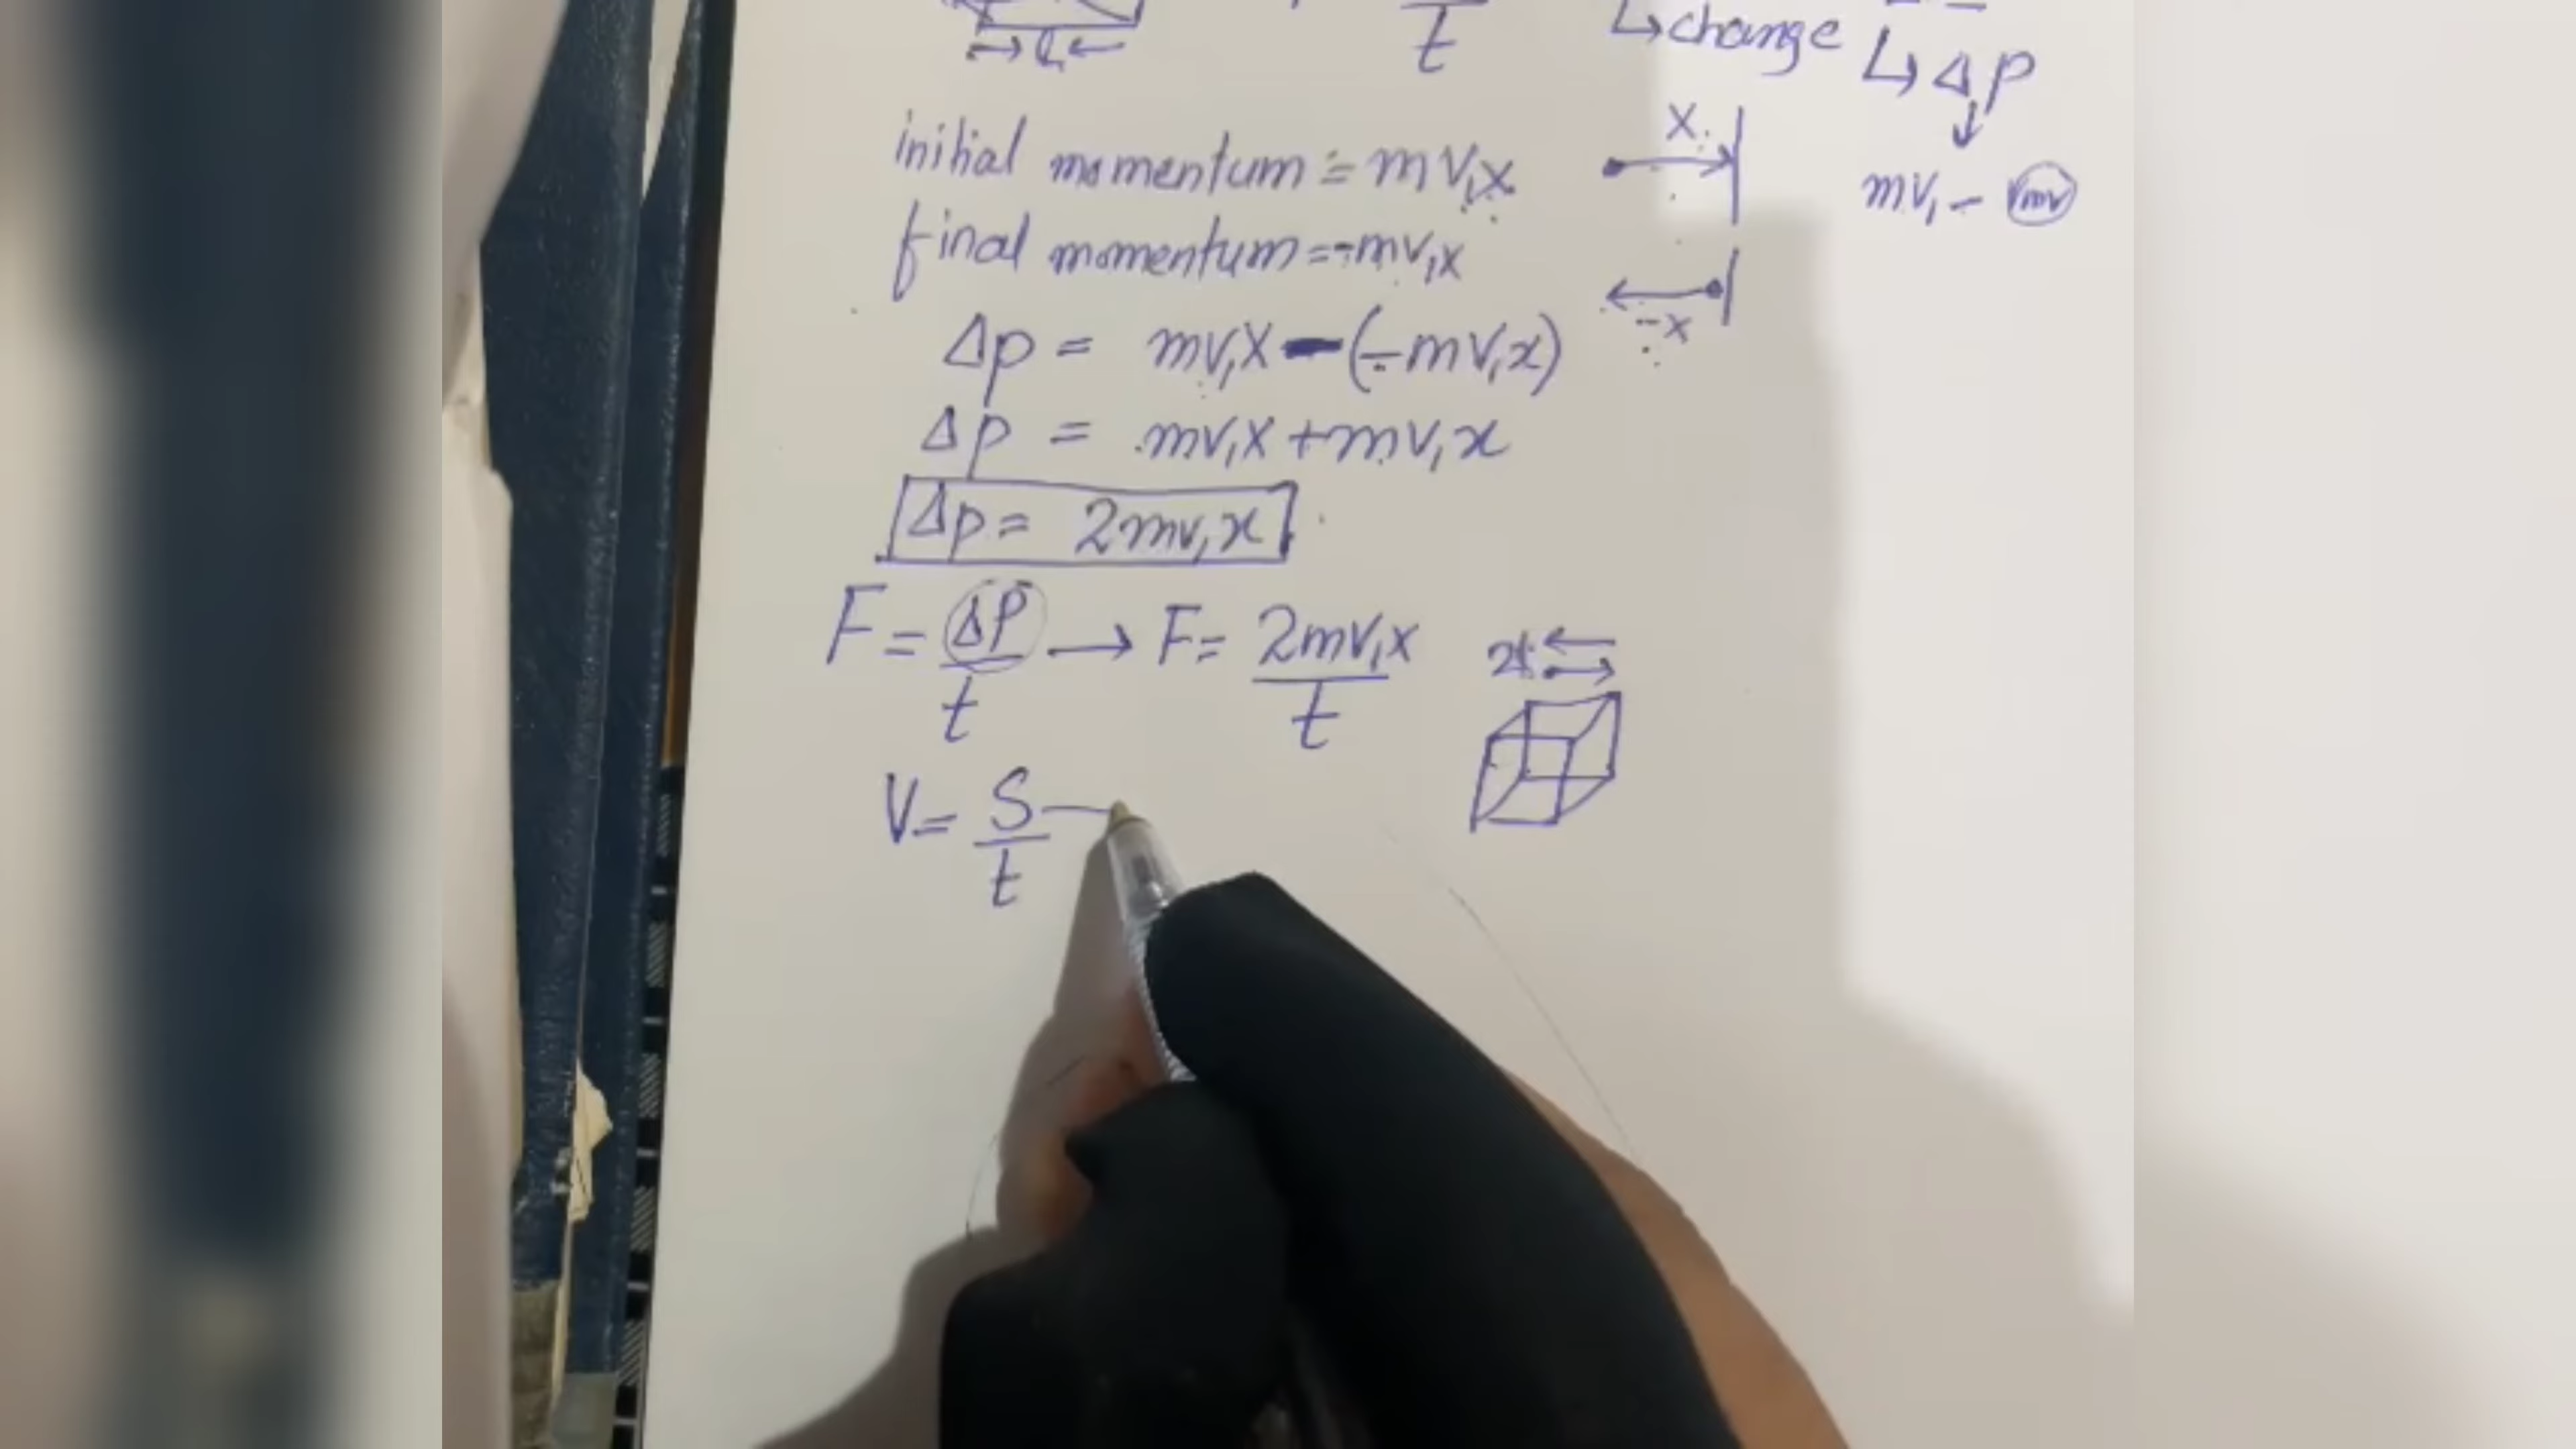 t
↳change
→ l ←
↳ Δp
↓
initial momentum = mv₁x
x
mv₁ - mv
final momentum = -mv₁x
-x
Δp = mv₁x - (-mv₁x)
Δp = mv₁x + mv₁x
Δp = 2mv₁x
F = ΔP/t → F = 2mv₁x/t
V = S/t